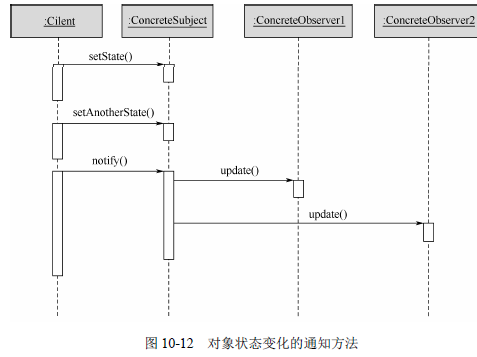 :Cilent :ConcreteSubject :ConcreteObserver1 :ConcreteObserver2
setState()
setAnotherState()
notify()
update()
update()
图 10-12 对象状态变化的通知方法